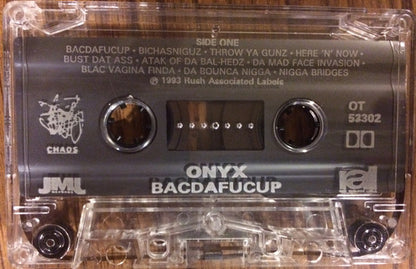 SIDE ONE
BACDAFUCUP • BICHASNIGUZ • THROW YA GUNZ • HERE 'N' NOW •
BUST DAT ASS • ATAK OF DA BAL-HEDZ • DA MAD FACE INVASION •
BLAC VAGINA FINDA • DA BOUNCA NIGGA • NIGGA BRIDGES
℗ 1993 Rush Associated Labels
OT
53302
CHAOS
ONYX
BACDAFUCUP
JMJ
ral